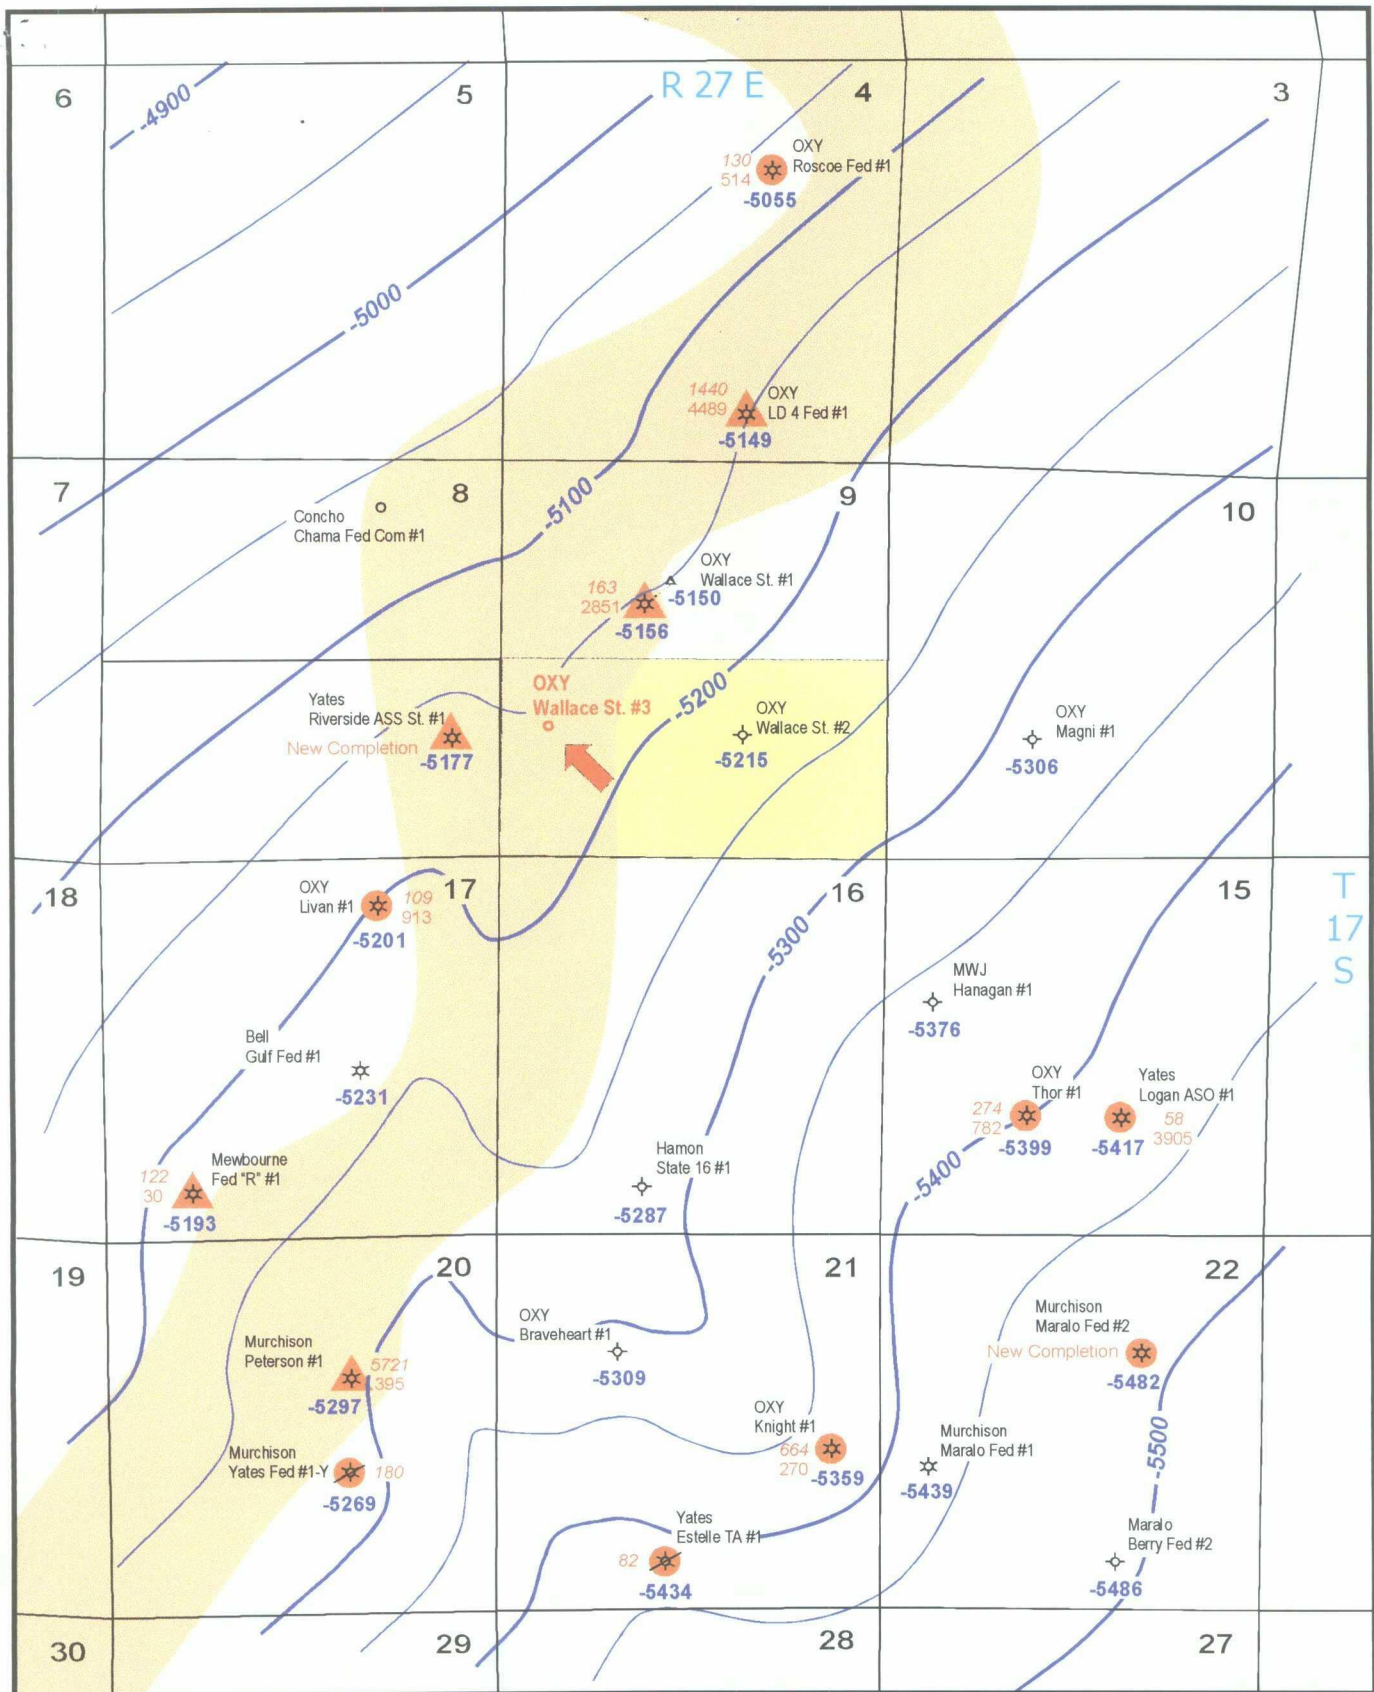 6
5
R 27 E
4
3
-4900
130
514
OXY
Roscoe Fed #1
-5055
-5000
1440
4489
OXY
LD 4 Fed #1
-5149
7
8
-5100
9
10
Concho
Chama Fed Com #1
OXY
Wallace St. #1
-5150
163
2851
-5156
OXY
Wallace St. #3
-5200
Yates
Riverside ASS St. #1
New Completion
-5177
OXY
Wallace St. #2
-5215
OXY
Magni #1
-5306
18
17
16
15
T
17
S
OXY
Livan #1
109
913
-5201
-5300
MWJ
Hanagan #1
-5376
Bell
Gulf Fed #1
-5231
OXY
Thor #1
274
782
-5399
Yates
Logan ASO #1
58
3905
-5417
Mewbourne
Fed "R" #1
122
30
-5193
Hamon
State 16 #1
-5287
-5400
19
20
21
22
OXY
Braveheart #1
-5309
Murchison
Maralo Fed #2
New Completion
-5482
Murchison
Peterson #1
5721
395
-5297
OXY
Knight #1
664
270
-5359
Murchison
Maralo Fed #1
-5439
-5500
Murchison
Yates Fed #1-Y
180
-5269
Yates
Estelle TA #1
82
-5434
Maralo
Berry Fed #2
-5486
30
29
28
27